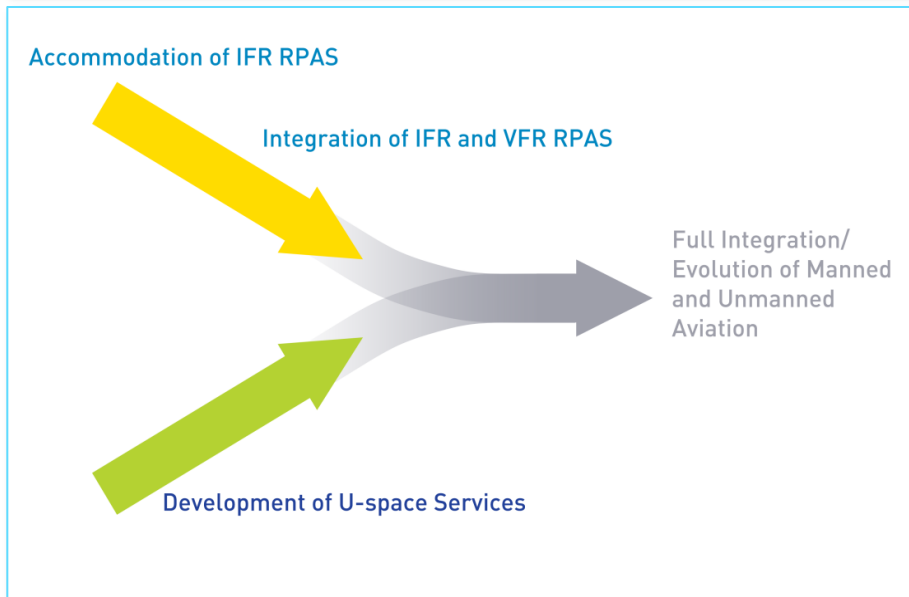 Accommodation of IFR RPAS
Integration of IFR and VFR RPAS
Full Integration/
Evolution of Manned
and Unmanned
Aviation
Development of U-space Services